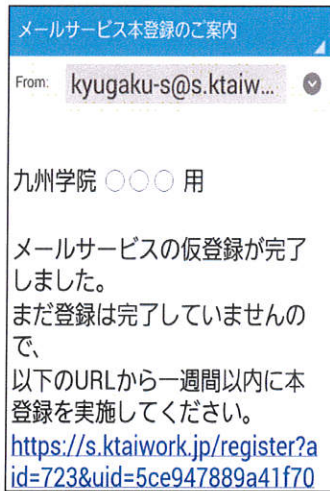 メールサービス本登録のご案内
From: kyugaku-s@s.ktaiw...
九州学院 ○○○ 用
メールサービスの仮登録が完了
しました。
まだ登録は完了していませんの
で、
以下のURLから一週間以内に本
登録を実施してください。
https://s.ktaiwork.jp/register?a
id=723&uid=5ce947889a41f70